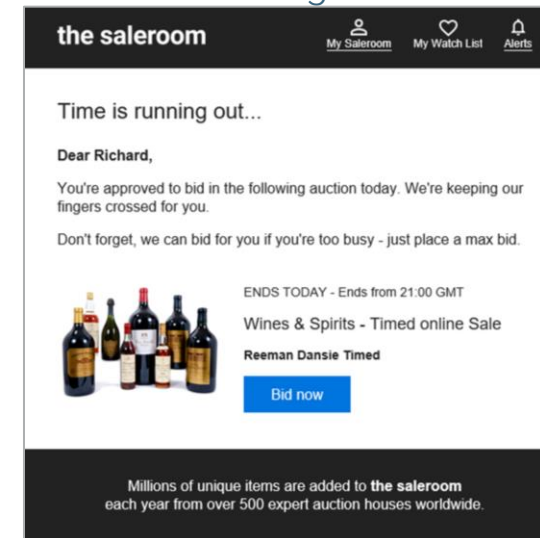 the saleroom
My Saleroom
My Watch List
Alerts
Time is running out...
Dear Richard,
You're approved to bid in the following auction today. We're keeping our
fingers crossed for you.
Don't forget, we can bid for you if you're too busy - just place a max bid.
ENDS TODAY - Ends from 21:00 GMT
Wines & Spirits - Timed online Sale
Reeman Dansie Timed
Bid now
Millions of unique items are added to the saleroom
each year from over 500 expert auction houses worldwide.